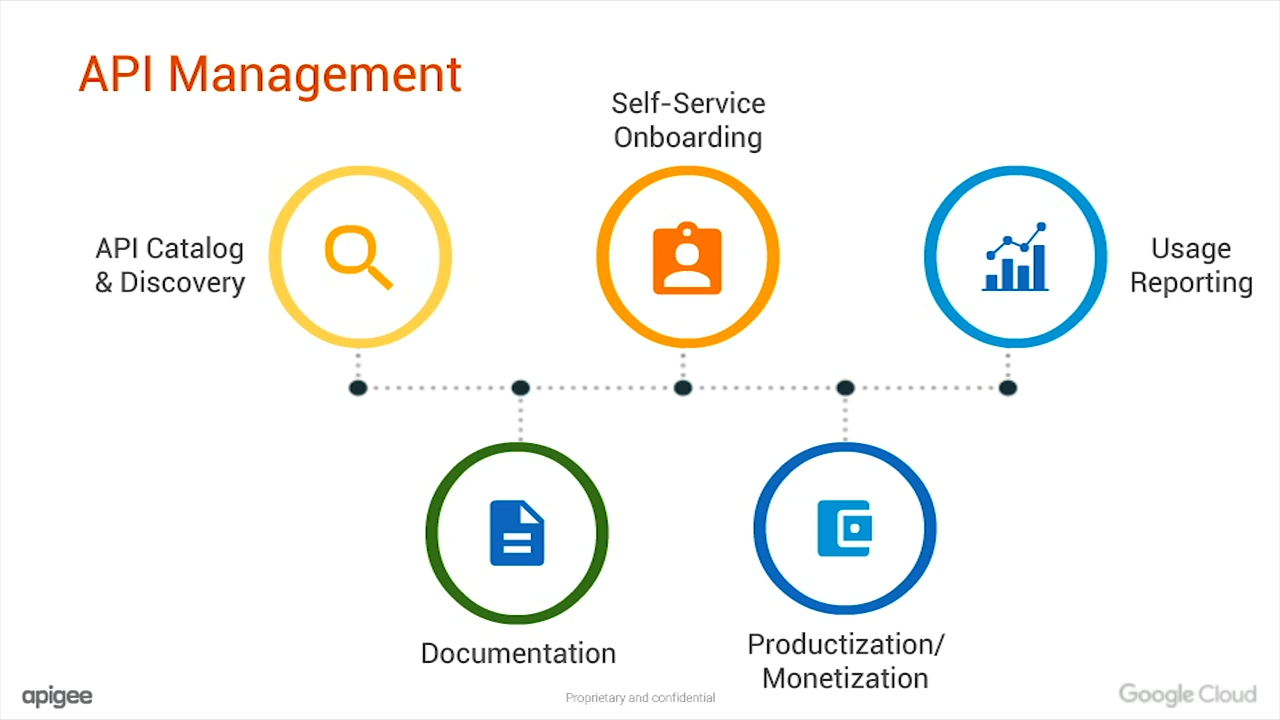 API Management
API Catalog
& Discovery
Self-Service
Onboarding
Usage
Reporting
Documentation
Productization/
Monetization
apigee
Proprietary and confidential
Google Cloud